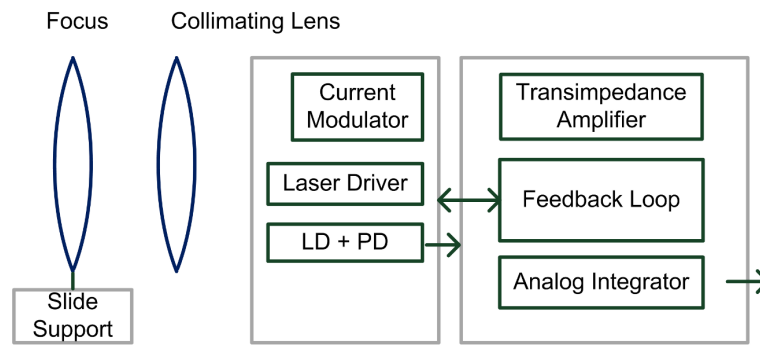 Focus
Collimating Lens
Current
Modulator
Laser Driver
LD + PD
Transimpedance
Amplifier
Feedback Loop
Analog Integrator
Slide
Support